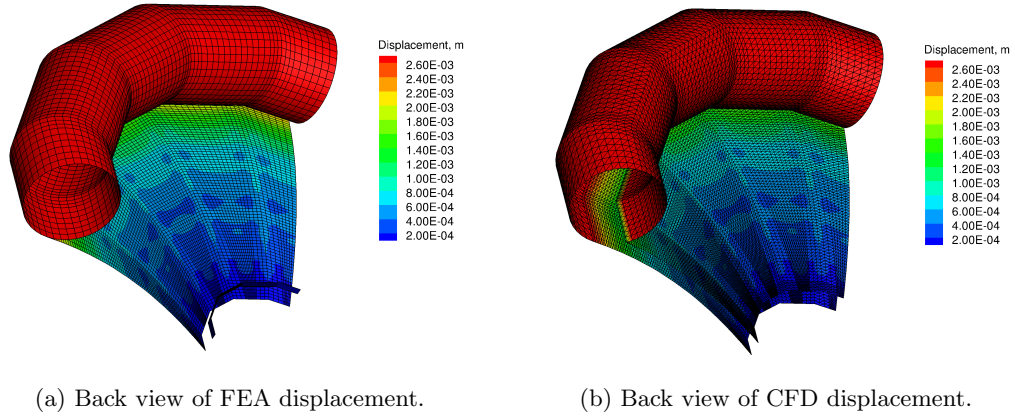 Displacement, m
2.60E-03
2.40E-03
2.20E-03
2.00E-03
1.80E-03
1.60E-03
1.40E-03
1.20E-03
1.00E-03
8.00E-04
6.00E-04
4.00E-04
2.00E-04
Displacement, m
2.60E-03
2.40E-03
2.20E-03
2.00E-03
1.80E-03
1.60E-03
1.40E-03
1.20E-03
1.00E-03
8.00E-04
6.00E-04
4.00E-04
2.00E-04
(a) Back view of FEA displacement.
(b) Back view of CFD displacement.